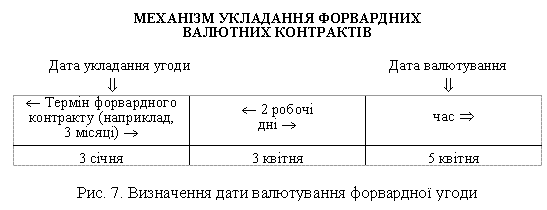 МЕХАНІЗМ УКЛАДАННЯ ФОРВАРДНИХ
ВАЛЮТНИХ КОНТРАКТІВ
Дата укладання угоди
Дата валютування
⇓
⇓
← Термін форвардного
контракту (наприклад,
3 місяці) →
← 2 робочі
дні →
час ⇒
3 січня
3 квітня
5 квітня
Рис. 7. Визначення дати валютування форвардної угоди